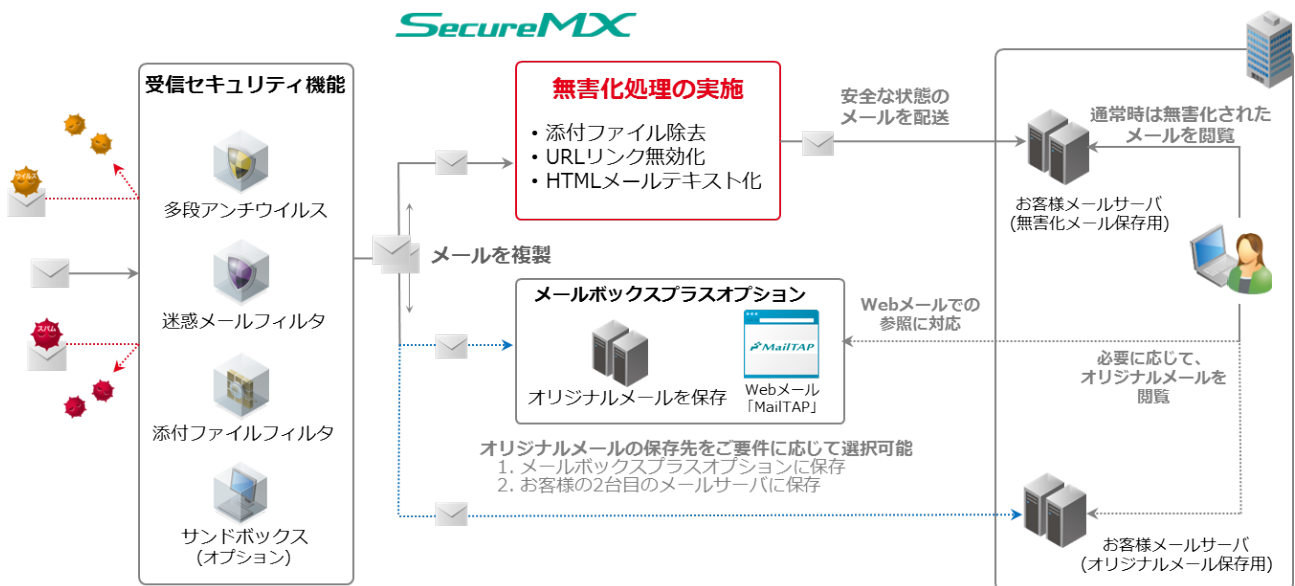 SecureMX
受信セキュリティ機能
ウイルス
スパム
多段アンチウイルス
迷惑メールフィルタ
添付ファイルフィルタ
サンドボックス
(オプション)
メールを複製
無害化処理の実施
・添付ファイル除去
・URLリンク無効化
・HTMLメールテキスト化
安全な状態の
メールを配送
メールボックスプラスオプション
オリジナルメールを保存
MailTAP
Webメール
「MailTAP」
オリジナルメールの保存先をご要件に応じて選択可能
1. メールボックスプラスオプションに保存
2. お客様の2台目のメールサーバに保存
通常時は無害化された
メールを閲覧
お客様メールサーバ
(無害化メール保存用)
Webメールでの
参照に対応
必要に応じて、
オリジナルメールを
閲覧
お客様メールサーバ
(オリジナルメール保存用)